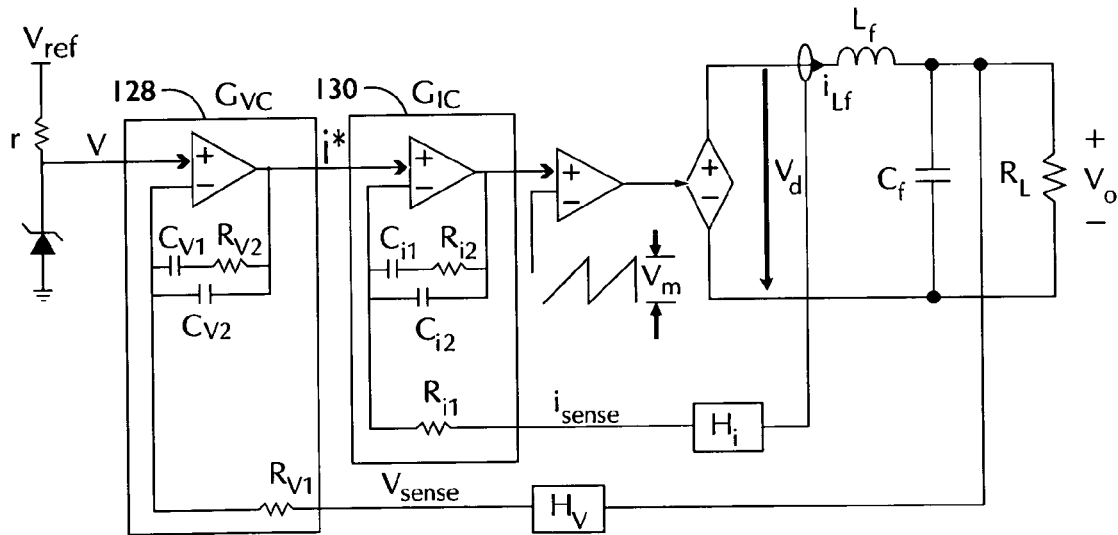 V_ref
128
G_VC
130
G_IC
L_f
i_Lf
r
V
+
−
i*
+
−
+
−
+
−
V_d
C_f
R_L
+
V_o
−
C_V1
R_V2
C_V2
C_i1
R_i2
C_i2
V_m
R_i1
i_sense
H_i
R_V1
V_sense
H_V